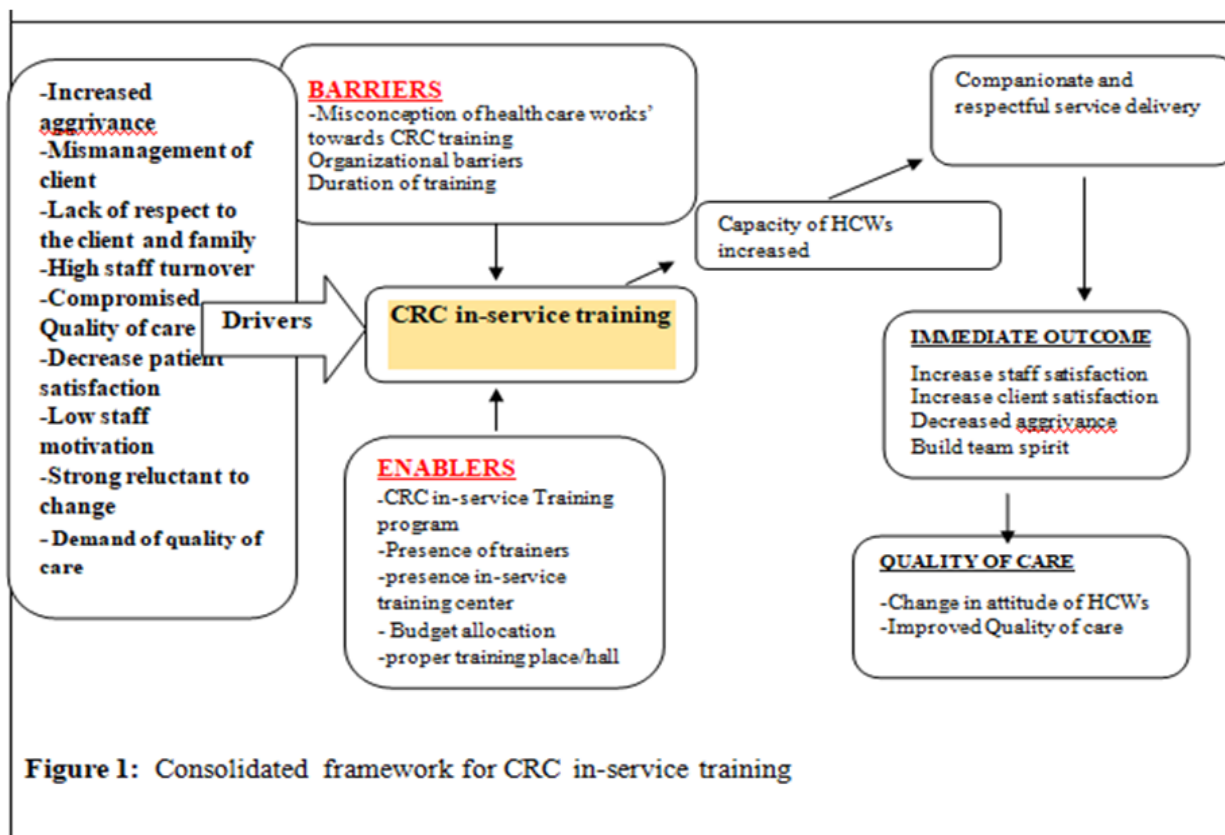 -Increased
aggrivance
-Mismanagement of
client
-Lack of respect to
the client and family
-High staff turnover
-Compromised
Quality of care
-Decrease patient
satisfaction
-Low staff
motivation
-Strong reluctant to
change
- Demand of quality of
care
Drivers
BARRIERS
-Misconception of healthcare works’
towards CRC training
Organizational barriers
Duration of training
CRC in-service training
ENABLERS
-CRC in-service Training
program
-Presence of trainers
-presence in-service
training center
- Budget allocation
-proper training place/hall
Capacity of HCWs
increased
Companionate and
respectful service delivery
IMMEDIATE OUTCOME
Increase staff satisfaction
Increase client satisfaction
Decreased aggrivance
Build team spirit
QUALITY OF CARE
-Change in attitude of HCWs
-Improved Quality of care
Figure 1: Consolidated framework for CRC in-service training